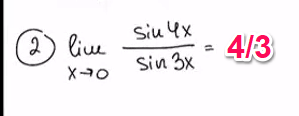 ② lim sin 4x / sin 3x = 4/3
x→0